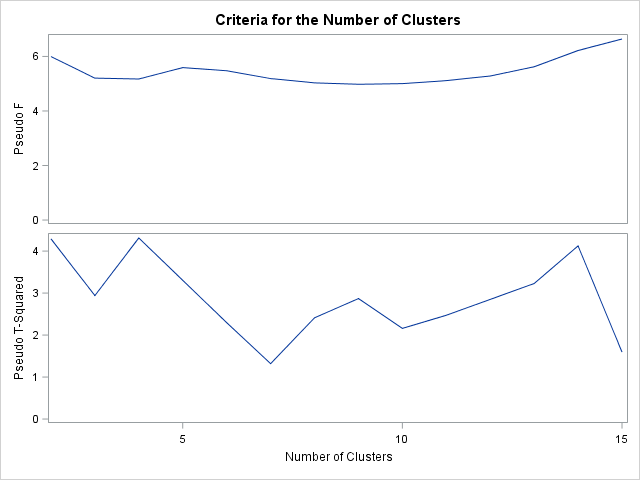 Criteria for the Number of Clusters
6
4
2
0
Pseudo F
4
3
2
1
0
Pseudo T-Squared
5 10 15
Number of Clusters